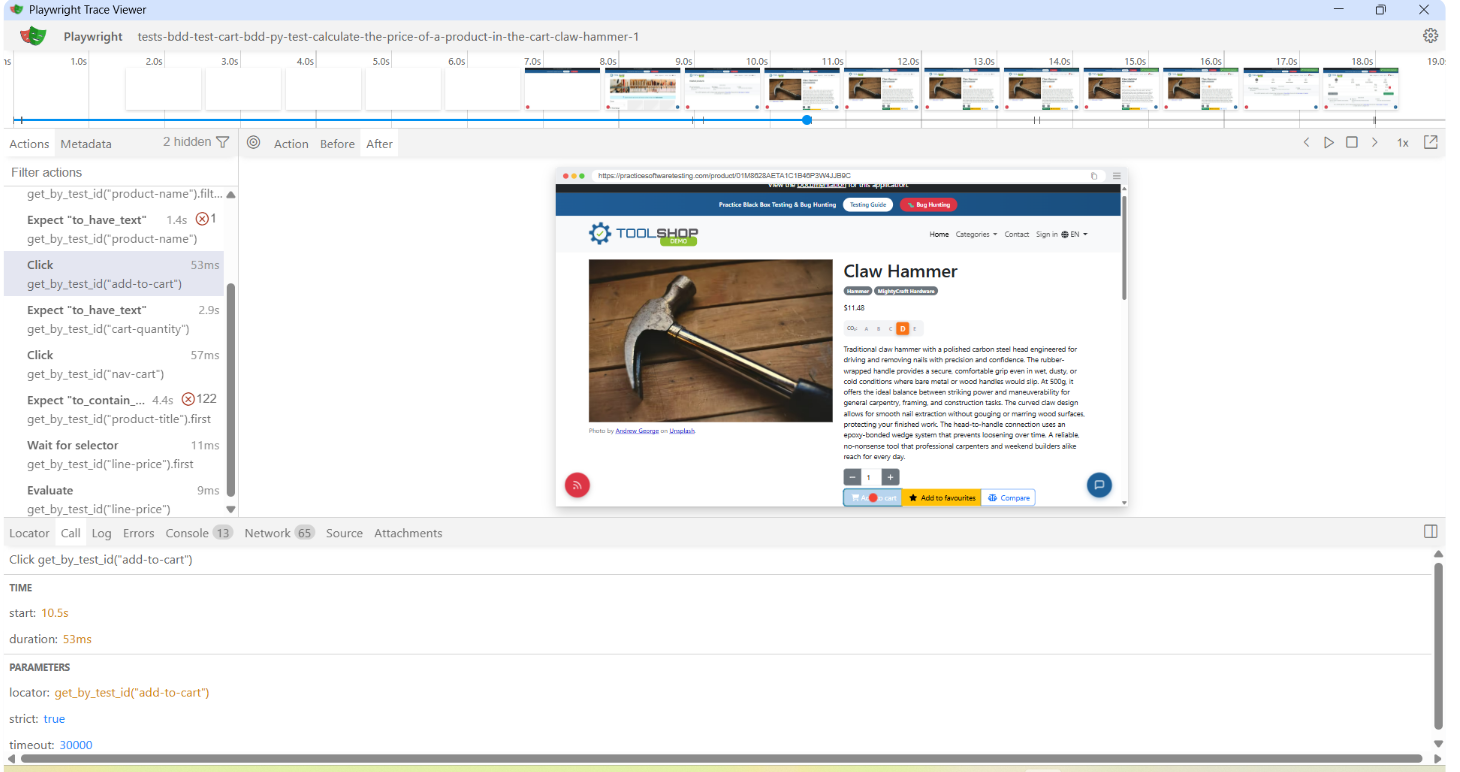 Playwright Trace Viewer
Playwright tests-bdd-test-cart-bdd-py-test-calculate-the-price-of-a-product-in-the-cart-claw-hammer-1
1.0s 2.0s 3.0s 4.0s 5.0s 6.0s 7.0s 8.0s 9.0s 10.0s 11.0s 12.0s 13.0s 14.0s 15.0s 16.0s 17.0s 18.0s 19.0
Actions Metadata 2 hidden
Action Before After
1x
Filter actions
get_by_test_id("product-name").filt...
Expect "to_have_text" 1.4s 1
get_by_test_id("product-name")
Click 53ms
get_by_test_id("add-to-cart")
Expect "to_have_text" 2.9s
get_by_test_id("cart-quantity")
Click 57ms
get_by_test_id("nav-cart")
Expect "to_contain_... 4.4s 122
get_by_test_id("product-title").first
Wait for selector 11ms
get_by_test_id("line-price").first
Evaluate 9ms
get_by_test_id("line-price")
https://practicesoftwaretesting.com/product/01M8628AETA1C1B46P3W4JJB9C
View the Documentation for this application.
Practice Black Box Testing & Bug Hunting Testing Guide Bug Hunting
TOOLSHOP
DEMO
Home Categories Contact Sign in EN
Claw Hammer
Hammer MightyCraft Hardware
$11.48
CO₂: A B C D E
Traditional claw hammer with a polished carbon steel head engineered for
driving and removing nails with precision and confidence. The rubber-
wrapped handle provides a secure, comfortable grip even in wet, dusty, or
cold conditions where bare metal or wood handles would slip. At 500g, it
offers the ideal balance between striking power and maneuverability for
general carpentry, framing, and construction tasks. The curved claw design
allows for smooth nail extraction without gouging or marring wood surfaces,
protecting your finished work. The head-to-handle connection uses an
epoxy-bonded wedge system that prevents loosening over time. A reliable,
no-nonsense tool that professional carpenters and weekend builders alike
reach for every day.
Photo by Andrew George on Unsplash.
− 1 +
cart Add to favourites Compare
Locator Call Log Errors Console 13 Network 65 Source Attachments
Click get_by_test_id("add-to-cart")
TIME
start: 10.5s
duration: 53ms
PARAMETERS
locator: get_by_test_id("add-to-cart")
strict: true
timeout: 30000